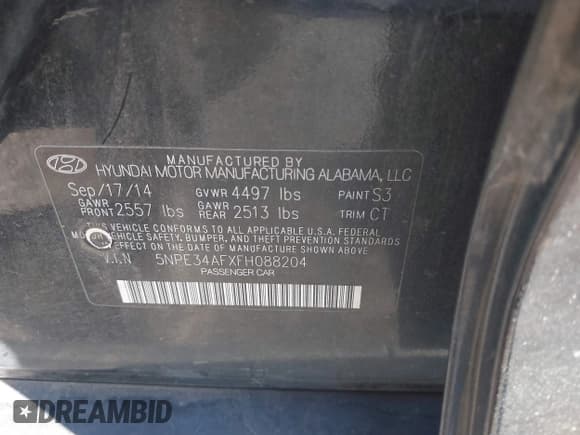 MANUFACTURED BY
HYUNDAI MOTOR MANUFACTURING ALABAMA, LLC
Sep/17/14 GVWR 4497 lbs PAINT S3
GAWR FRONT 2557 lbs GAWR REAR 2513 lbs TRIM CT
THIS VEHICLE CONFORMS TO ALL APPLICABLE U.S.A. FEDERAL
VEHICLE SAFETY, BUMPER, AND THEFT PREVENTION STANDARDS
IN EFFECT ON THE DATE OF MANUFACTURE SHOWN ABOVE.
V.I.N 5NPE34AFXFH088204
PASSENGER CAR
DREAMBID